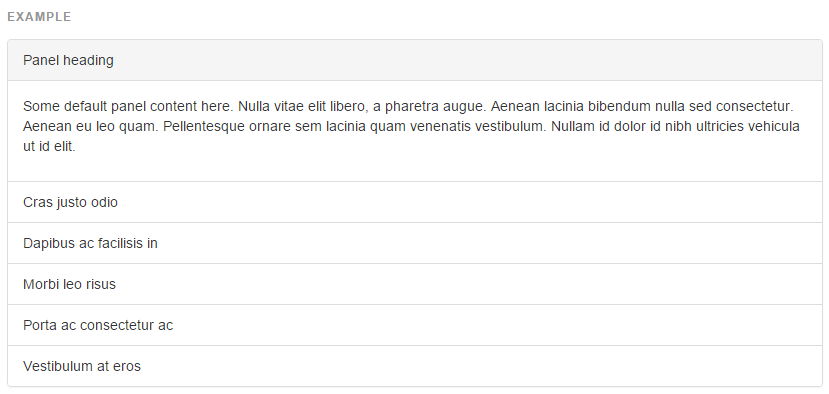 EXAMPLE
Panel heading
Some default panel content here. Nulla vitae elit libero, a pharetra augue. Aenean lacinia bibendum nulla sed consectetur.
Aenean eu leo quam. Pellentesque ornare sem lacinia quam venenatis vestibulum. Nullam id dolor id nibh ultricies vehicula
ut id elit.
Cras justo odio
Dapibus ac facilisis in
Morbi leo risus
Porta ac consectetur ac
Vestibulum at eros